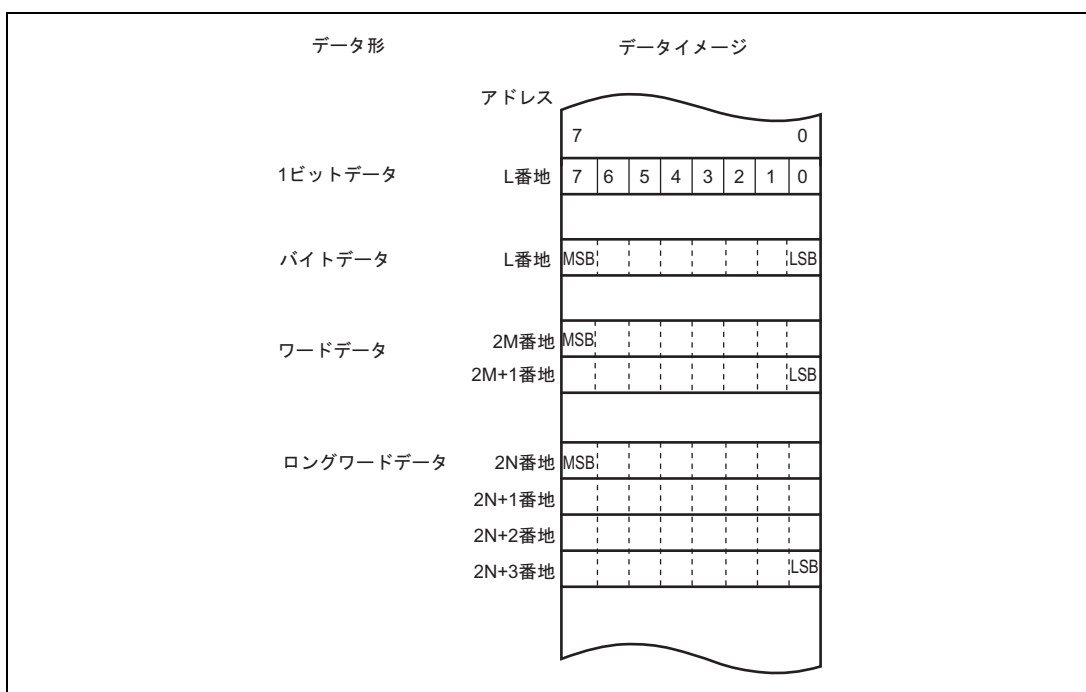 データ形 データイメージ
アドレス
7 0
1ビットデータ L番地 7 6 5 4 3 2 1 0
バイトデータ L番地 MSB LSB
ワードデータ 2M番地 MSB
2M+1番地 LSB
ロングワードデータ 2N番地 MSB
2N+1番地
2N+2番地
2N+3番地 LSB